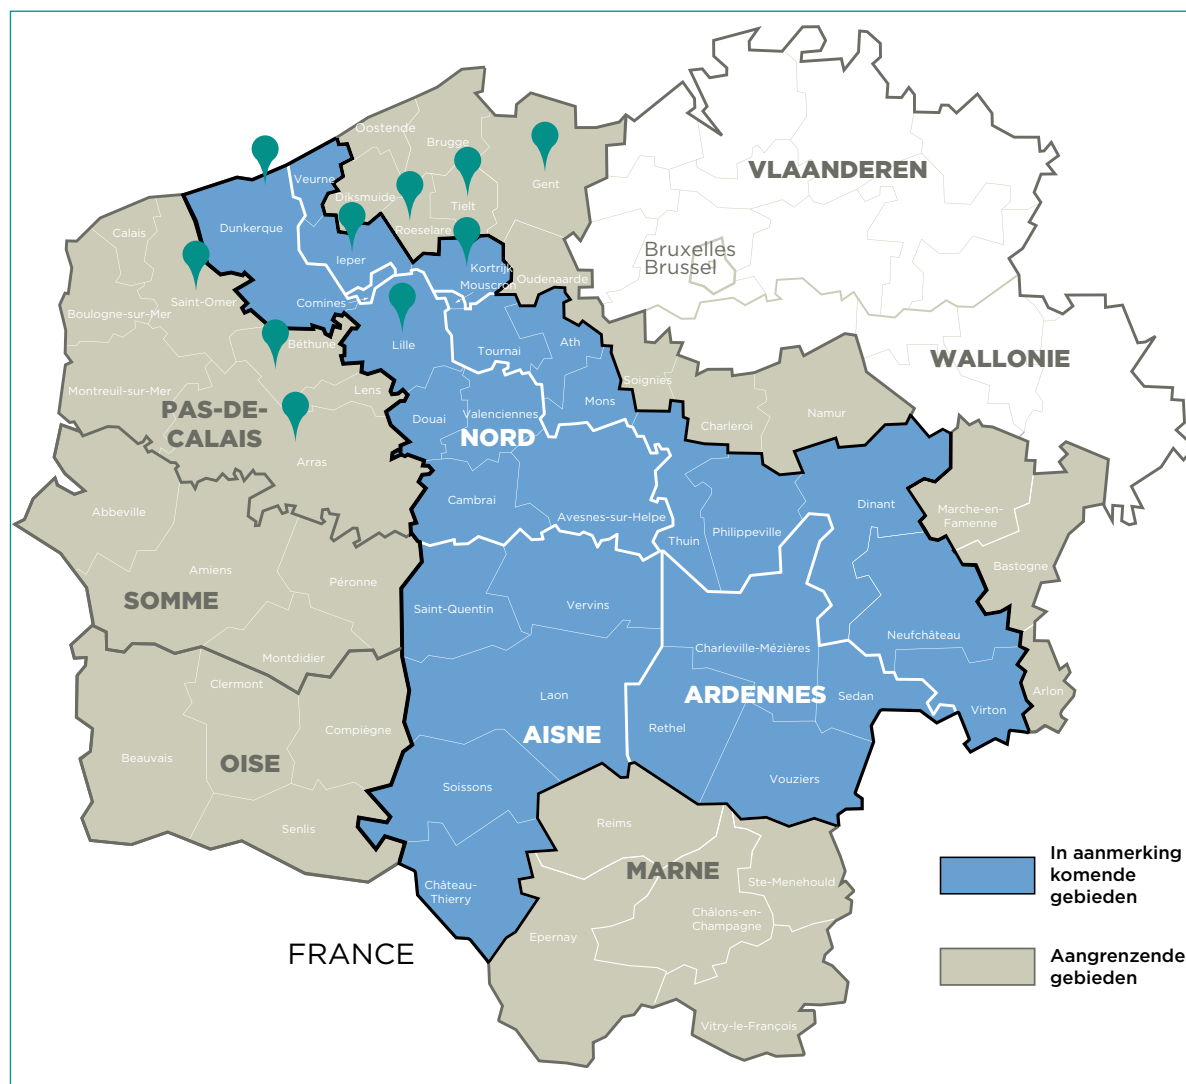 Oostende
Brugge
VLAANDEREN
Veurne
Gent
Diksmuide
Tielt
Calais
Dunkerque
Roeselare
Bruxelles
Brussel
Ieper
Kortrijk
Oudenaarde
Mouscron
Saint-Omer
Comines
Boulogne-sur-Mer
Béthune
Lille
Tournai
Ath
WALLONIE
Soignies
Montreuil-sur-Mer
Lens
Mons
PAS-DE-
CALAIS
Douai
Valenciennes
Namur
Charleroi
NORD
Arras
Cambrai
Dinant
Abbeville
Avesnes-sur-Helpe
Marche-en-
Famenne
Thuin
Philippeville
Amiens
Bastogne
Péronne
SOMME
Saint-Quentin
Vervins
Neufchâteau
Montdidier
Charleville-Mézières
Clermont
Laon
ARDENNES
Sedan
Arlon
Virton
Compiègne
Rethel
AISNE
Beauvais
OISE
Vouziers
Soissons
Senlis
Reims
In aanmerking
komende
gebieden
MARNE
Château-
Thierry
Ste-Menehould
Châlons-en-
Champagne
Epernay
FRANCE
Aangrenzende
gebieden
Vitry-le-François